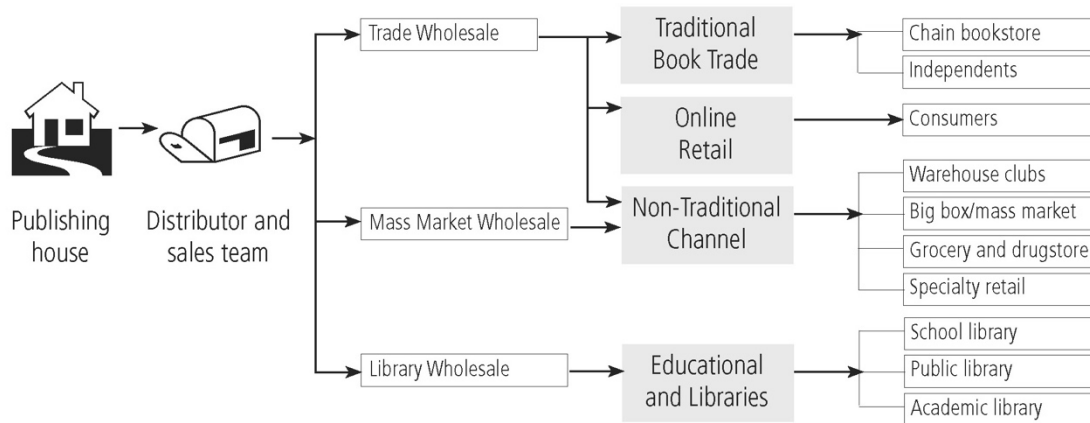 Publishing
house
Distributor and
sales team
Trade Wholesale
Mass Market Wholesale
Library Wholesale
Traditional
Book Trade
Online
Retail
Non-Traditional
Channel
Educational
and Libraries
Chain bookstore
Independents
Consumers
Warehouse clubs
Big box/mass market
Grocery and drugstore
Specialty retail
School library
Public library
Academic library